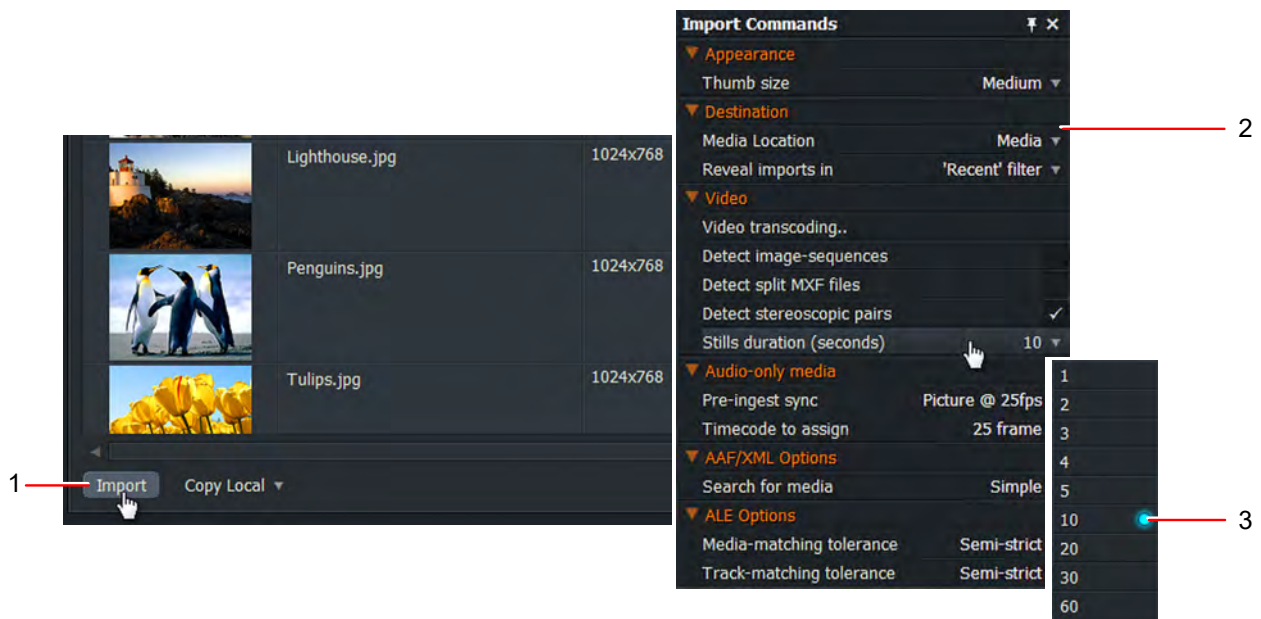 Lighthouse.jpg 1024x768
Penguins.jpg 1024x768
Tulips.jpg 1024x768
1
Import Copy Local
Import Commands
Appearance
Thumb size Medium
Destination
2
Media Location Media
Reveal imports in 'Recent' filter
Video
Video transcoding..
Detect image-sequences
Detect split MXF files
Detect stereoscopic pairs
Stills duration (seconds) 10
Audio-only media
Pre-ingest sync Picture @ 25fps
Timecode to assign 25 frame
AAF/XML Options
Search for media Simple
ALE Options
Media-matching tolerance Semi-strict
Track-matching tolerance Semi-strict
1
2
3
4
5
10
3
20
30
60